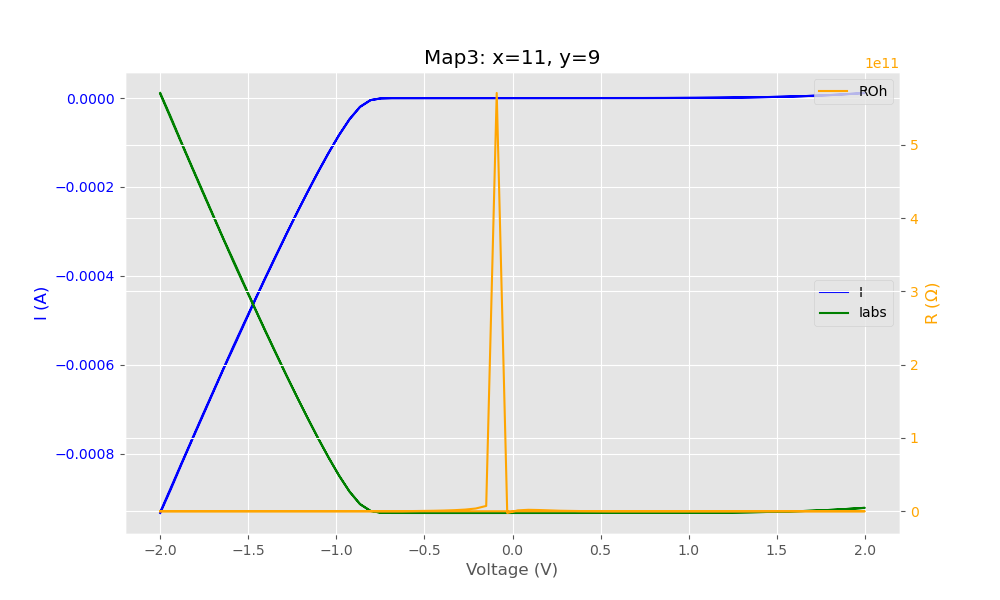 Map3: x=11, y=9
1e11
ROh
I
Iabs
I (A)
0.0000
−0.0002
−0.0004
−0.0006
−0.0008
R (Ω)
5
4
3
2
1
0
−2.0 −1.5 −1.0 −0.5 0.0 0.5 1.0 1.5 2.0
Voltage (V)